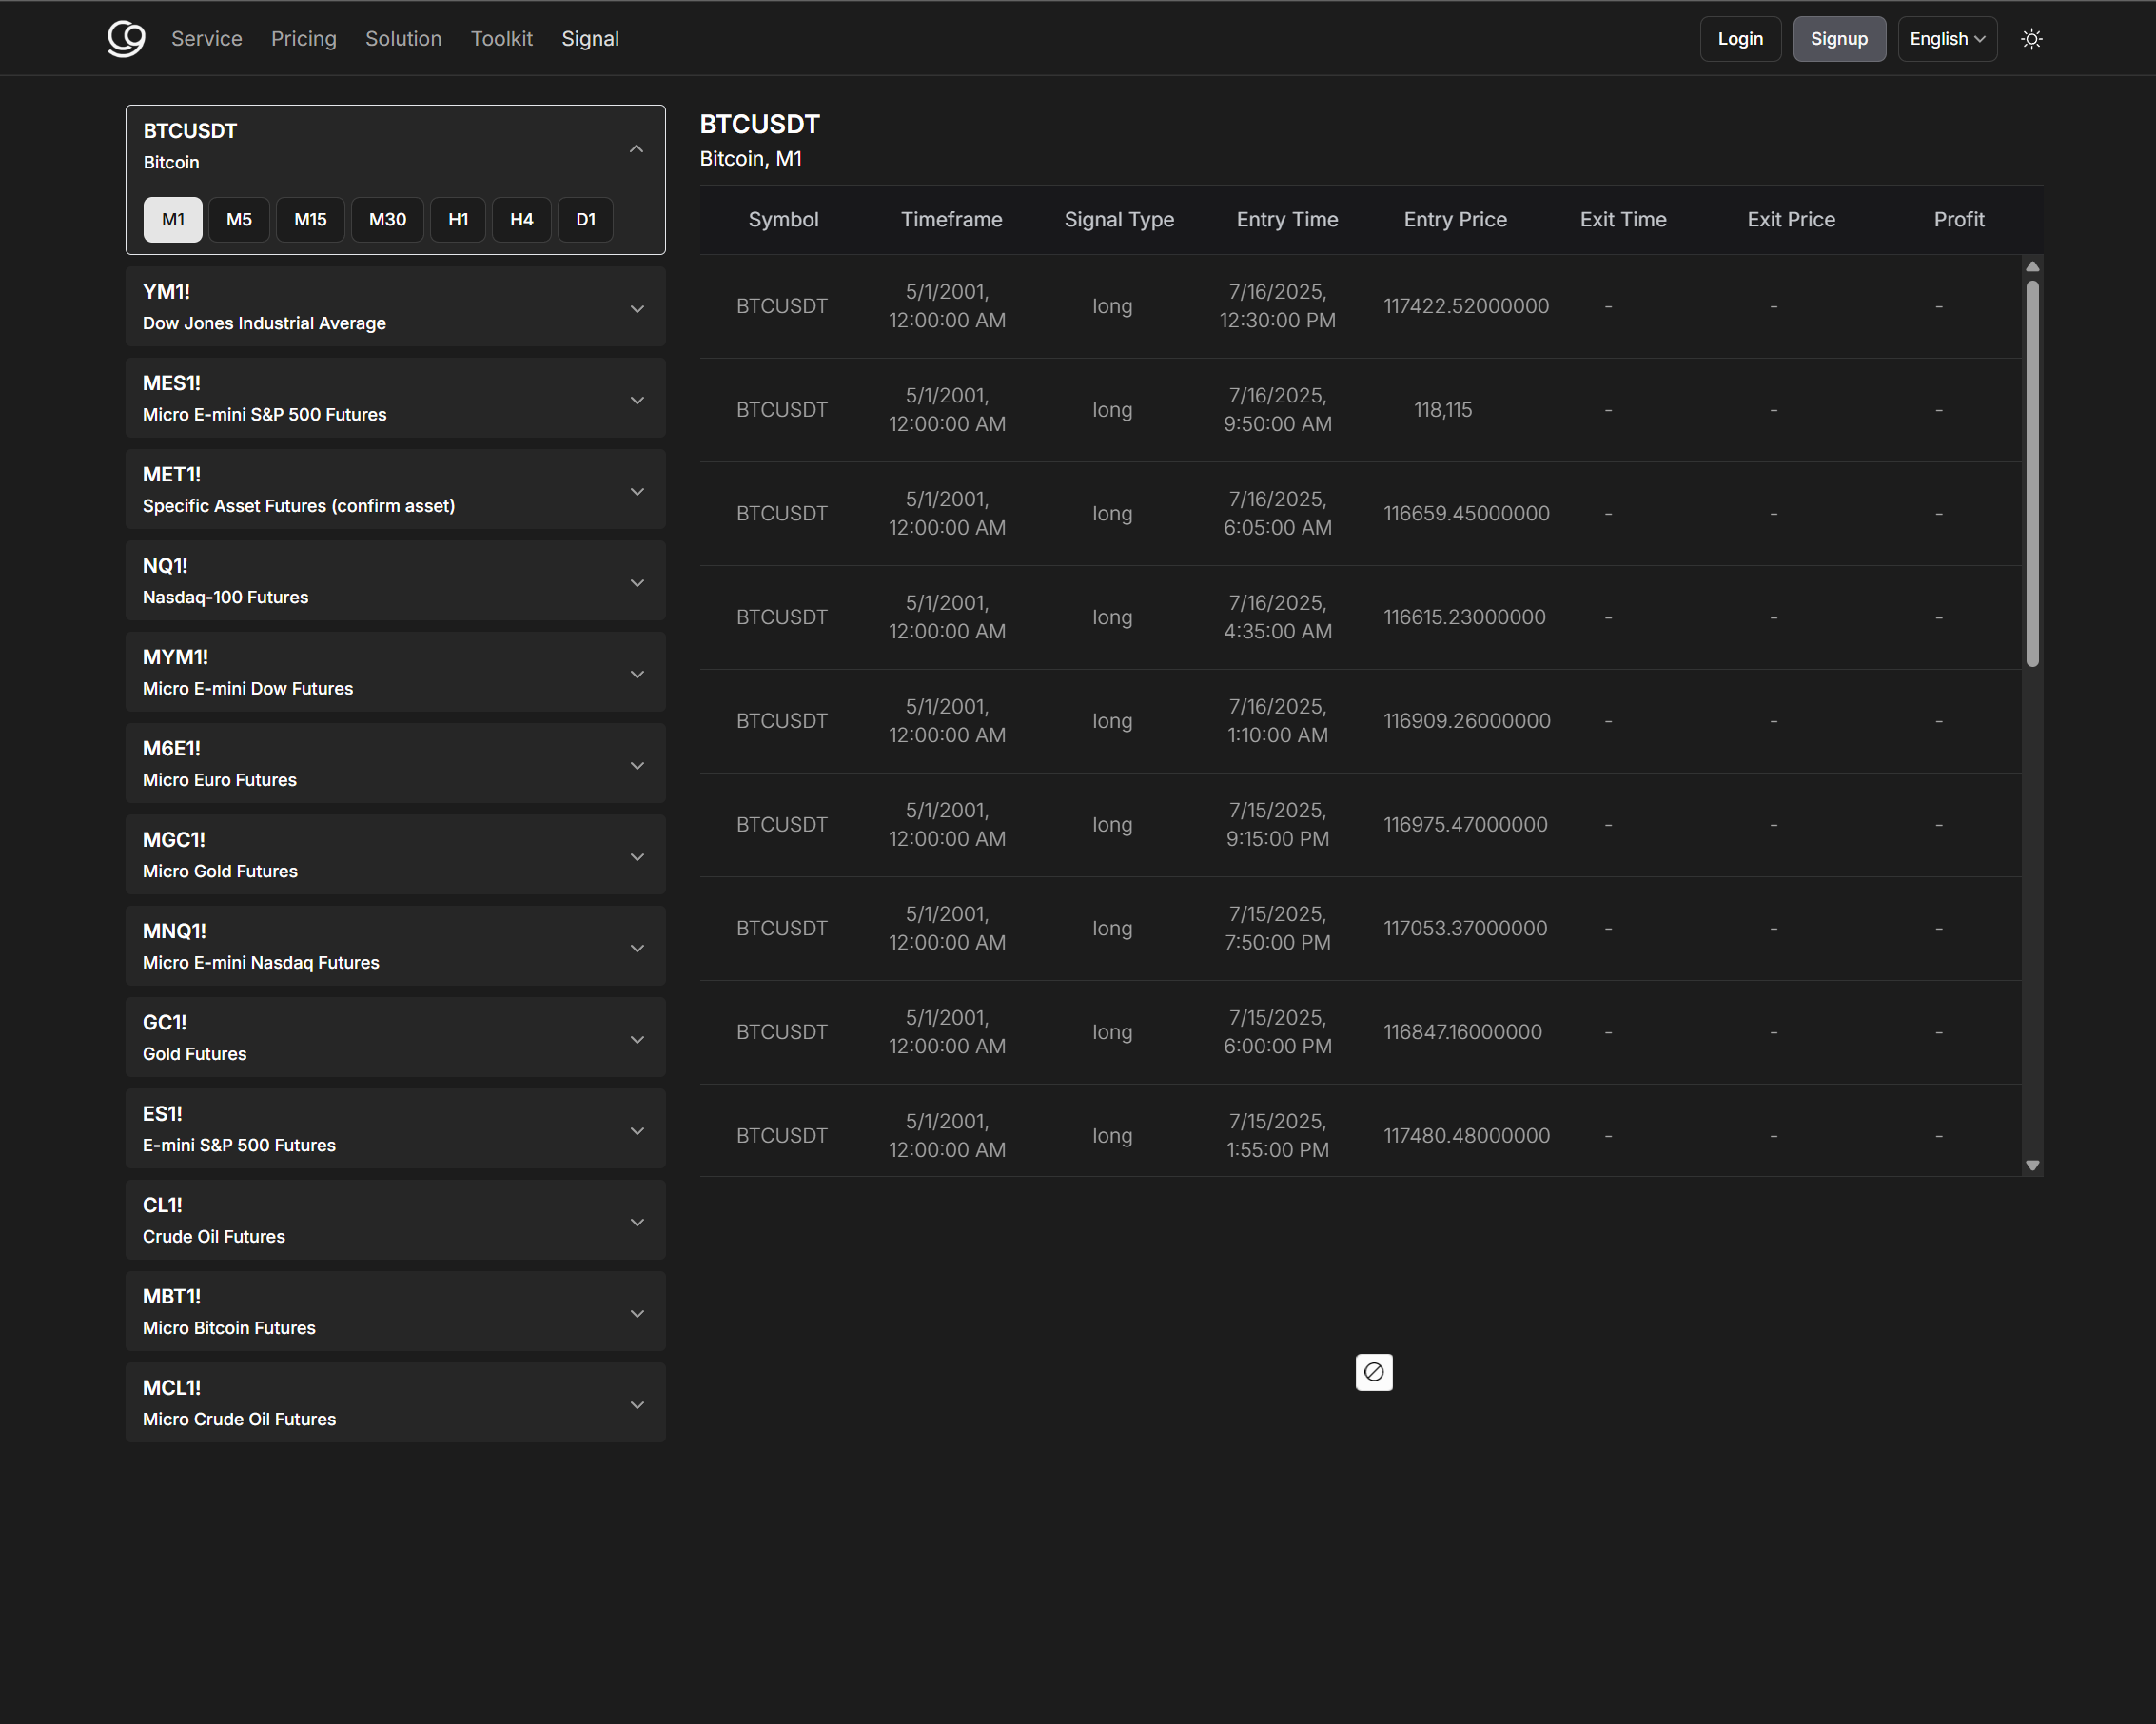 Service
Pricing
Solution
Toolkit
Signal
Login
Signup
English
BTCUSDT
Bitcoin
M1
M5
M15
M30
H1
H4
D1
YM1!
Dow Jones Industrial Average
MES1!
Micro E-mini S&P 500 Futures
MET1!
Specific Asset Futures (confirm asset)
NQ1!
Nasdaq-100 Futures
MYM1!
Micro E-mini Dow Futures
M6E1!
Micro Euro Futures
MGC1!
Micro Gold Futures
MNQ1!
Micro E-mini Nasdaq Futures
GC1!
Gold Futures
ES1!
E-mini S&P 500 Futures
CL1!
Crude Oil Futures
MBT1!
Micro Bitcoin Futures
MCL1!
Micro Crude Oil Futures
BTCUSDT
Bitcoin, M1
Symbol Timeframe Signal Type Entry Time Entry Price Exit Time Exit Price Profit
5/1/2001, 7/16/2025,
BTCUSDT long 117422.52000000 - - -
12:00:00 AM 12:30:00 PM
5/1/2001, 7/16/2025,
BTCUSDT long 118,115 - - -
12:00:00 AM 9:50:00 AM
5/1/2001, 7/16/2025,
BTCUSDT long 116659.45000000 - - -
12:00:00 AM 6:05:00 AM
5/1/2001, 7/16/2025,
BTCUSDT long 116615.23000000 - - -
12:00:00 AM 4:35:00 AM
5/1/2001, 7/16/2025,
BTCUSDT long 116909.26000000 - - -
12:00:00 AM 1:10:00 AM
5/1/2001, 7/15/2025,
BTCUSDT long 116975.47000000 - - -
12:00:00 AM 9:15:00 PM
5/1/2001, 7/15/2025,
BTCUSDT long 117053.37000000 - - -
12:00:00 AM 7:50:00 PM
5/1/2001, 7/15/2025,
BTCUSDT long 116847.16000000 - - -
12:00:00 AM 6:00:00 PM
5/1/2001, 7/15/2025,
BTCUSDT long 117480.48000000 - - -
12:00:00 AM 1:55:00 PM